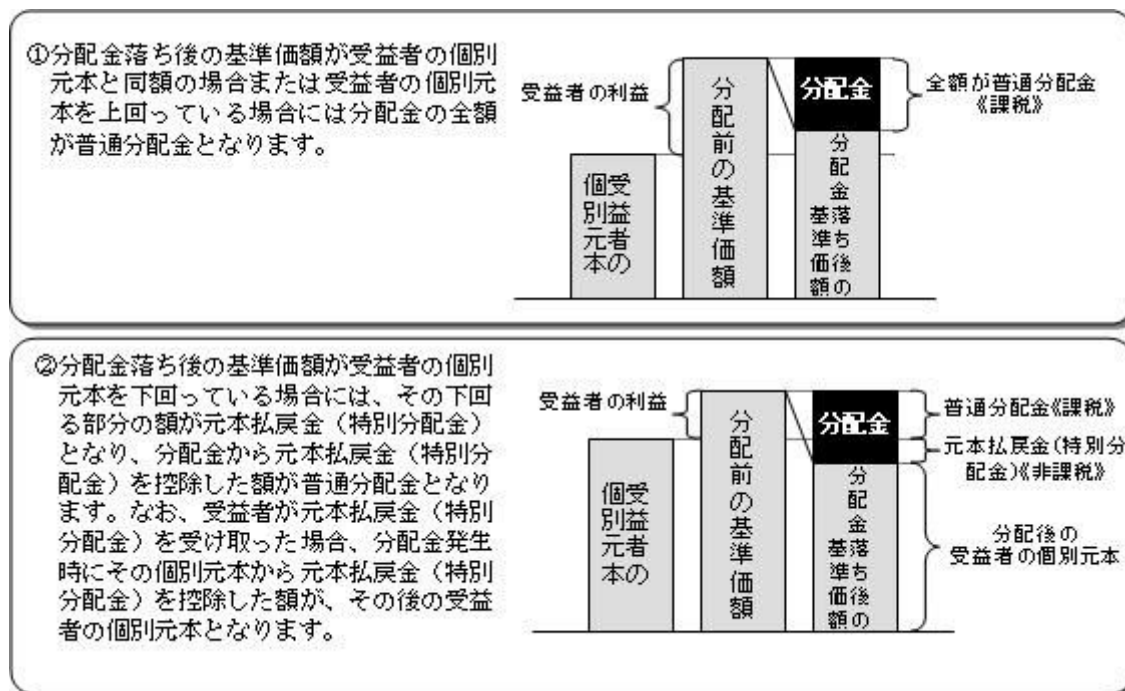 ①分配金落ち後の基準価額が受益者の個別
元本と同額の場合または受益者の個別元
本を上回っている場合には分配金の全額
が普通分配金となります。
受益者の利益
受益者の
個別元本
分配前の基準価額
分配金
分配金落ち後の
基準価額
全額が普通分配金
《課税》
②分配金落ち後の基準価額が受益者の個別
元本を下回っている場合には、その下回
る部分の額が元本払戻金（特別分配金）
となり、分配金から元本払戻金（特別分
配金）を控除した額が普通分配金となり
ます。なお、受益者が元本払戻金（特別
分配金）を受け取った場合、分配金発生
時にその個別元本から元本払戻金（特別
分配金）を控除した額が、その後の受益
者の個別元本となります。
受益者の利益
受益者の
個別元本
分配前の基準価額
分配金
分配金落ち後の
基準価額
普通分配金《課税》
元本払戻金(特別分
配金)《非課税》
分配後の
受益者の個別元本